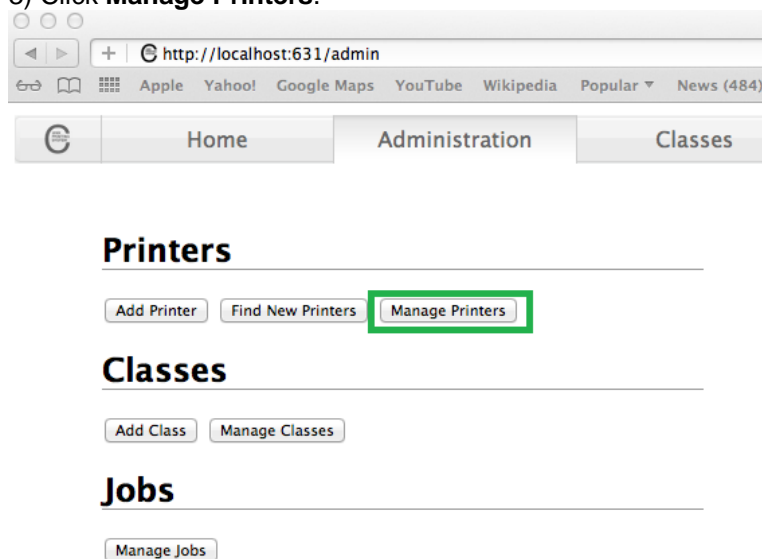 Click Manage Printers.
http://localhost:631/admin
Apple Yahoo! Google Maps YouTube Wikipedia Popular ▼ News (484)
Home Administration Classes
Printers
Add Printer Find New Printers Manage Printers
Classes
Add Class Manage Classes
Jobs
Manage Jobs